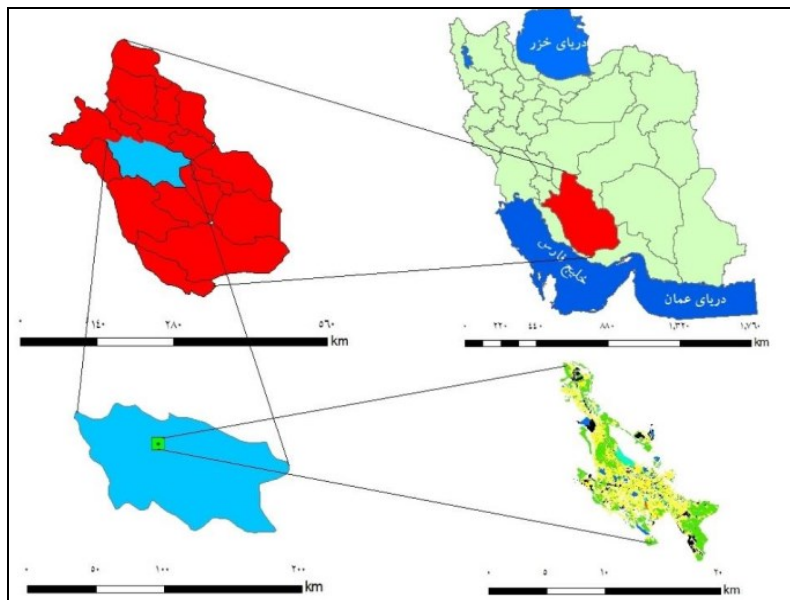 دریای خزر
خلیج فارس
دریای عمان
۰ ۱۴۰ ۲۸۰ ۵۶۰
km
۰ ۲۲۰ ۴۴۰ ۸۸۰ ۱,۳۲۰ ۱,۷۶۰
km
۰ ۵۰ ۱۰۰ ۲۰۰
km
۰ ۵ ۱۰ ۲۰
km